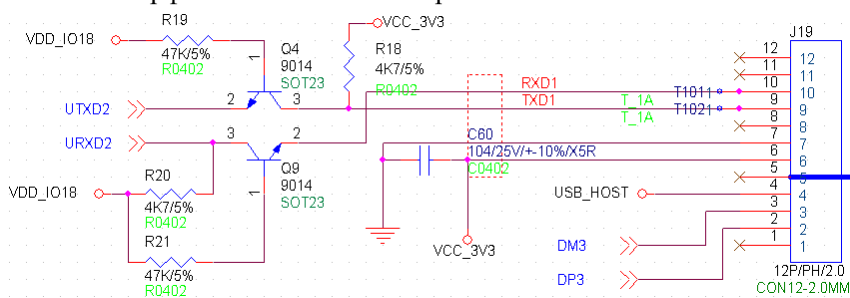 R19
VDD_IO18
47K/5%
R0402
1
Q4
9014
SOT23
VCC_3V3
R18
4K7/5%
R0402
UTXD2
2
3
URXD2
3
2
Q9
9014
SOT23
1
VDD_IO18
R20
4K7/5%
R0402
R21
47K/5%
R0402
RXD1
TXD1
T_1A
T_1A
T1011
T1021
C60
104/25V/+-10%/X5R
C0402
VCC_3V3
USB_HOST
DM3
DP3
J19
12 12
11 11
10 10
9 9
8 8
7 7
6 6
5 5
4 4
3 3
2 2
1 1
12P/PH/2.0
CON12-2.0MM